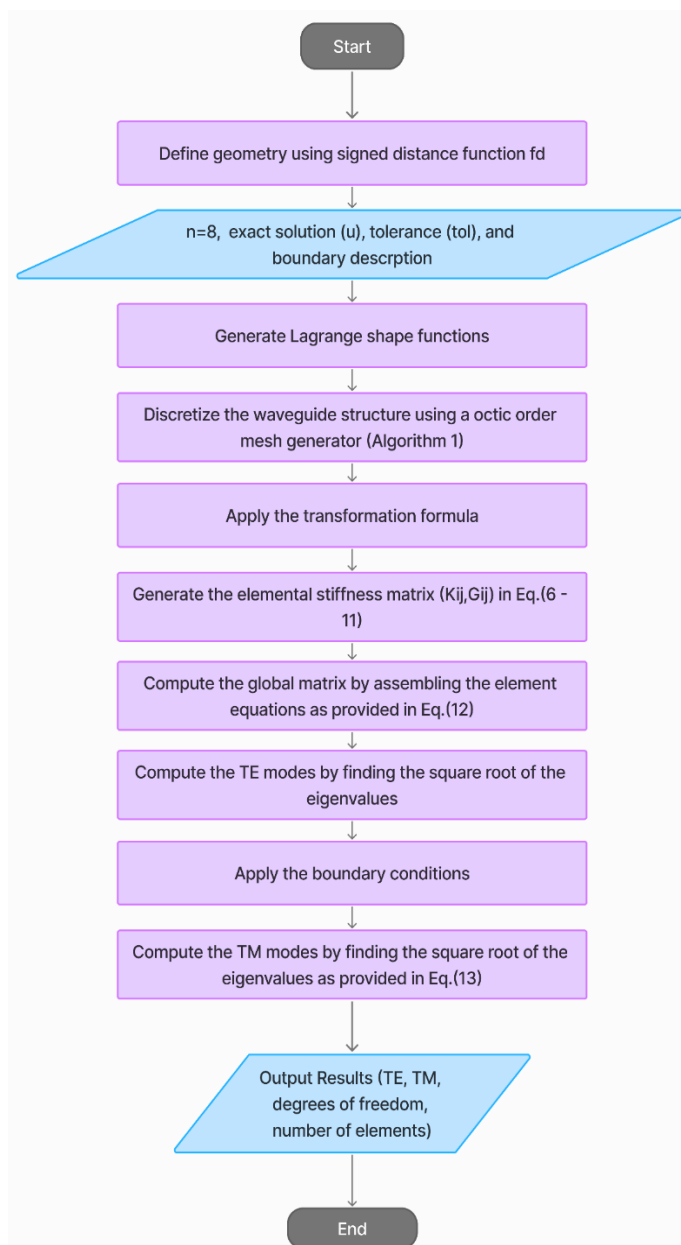 Start
Define geometry using signed distance function fd
n=8, exact solution (u), tolerance (tol), and
boundary descrption
Generate Lagrange shape functions
Discretize the waveguide structure using a octic order
mesh generator (Algorithm 1)
Apply the transformation formula
Generate the elemental stiffness matrix (Kij,Gij) in Eq.(6 -
11)
Compute the global matrix by assembling the element
equations as provided in Eq.(12)
Compute the TE modes by finding the square root of the
eigenvalues
Apply the boundary conditions
Compute the TM modes by finding the square root of the
eigenvalues as provided in Eq.(13)
Output Results (TE, TM,
degrees of freedom,
number of elements)
End